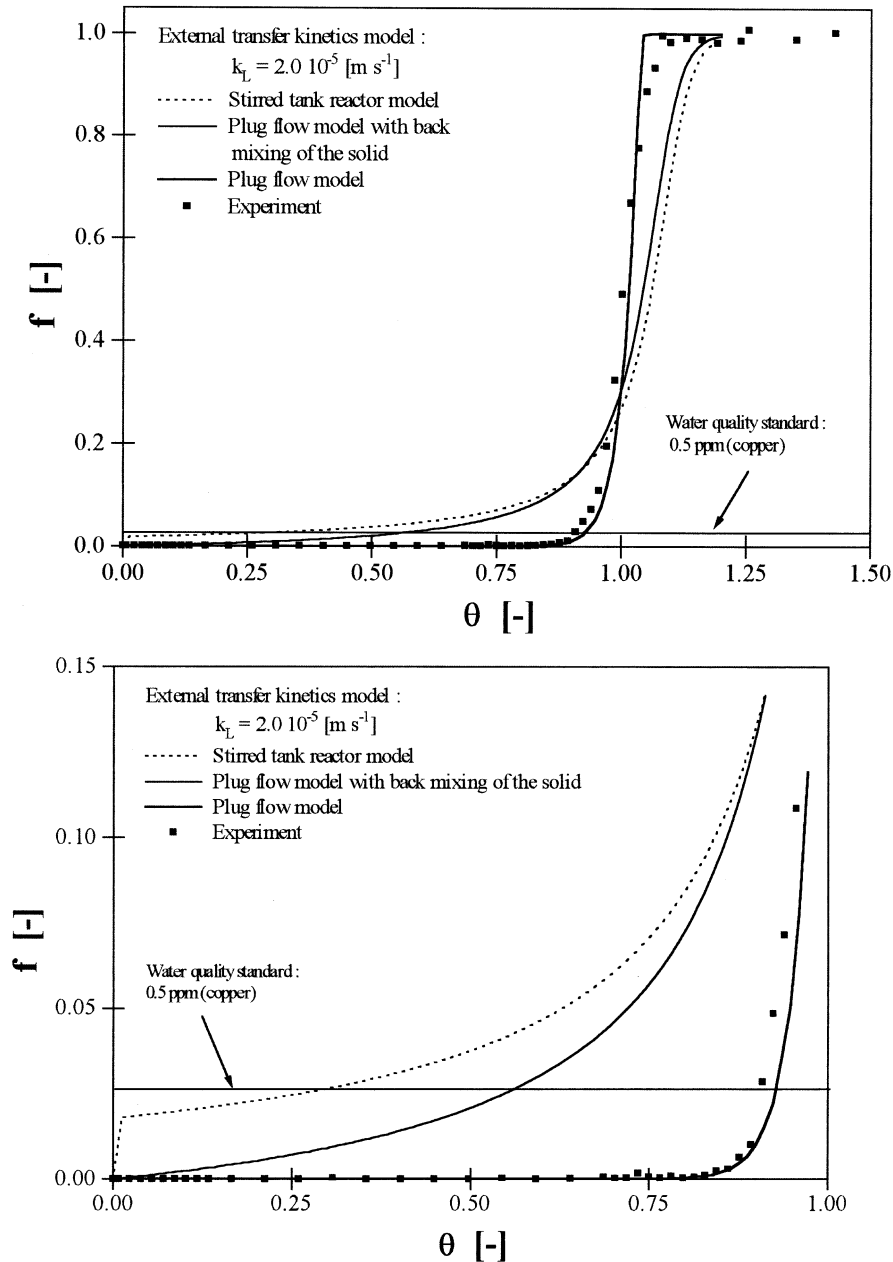 External transfer kinetics model :
k_L = 2.0 10^-5 [m s^-1]
Stirred tank reactor model
Plug flow model with back
mixing of the solid
Plug flow model
Experiment
1.0
0.8
0.6
0.4
0.2
0.0
f [-]
Water quality standard :
0.5 ppm (copper)
0.00 0.25 0.50 0.75 1.00 1.25 1.50
θ [-]
0.15
0.10
0.05
0.00
f [-]
External transfer kinetics model :
k_L = 2.0 10^-5 [m s^-1]
Stirred tank reactor model
Plug flow model with back mixing of the solid
Plug flow model
Experiment
Water quality standard :
0.5 ppm (copper)
0.00 0.25 0.50 0.75 1.00
θ [-]